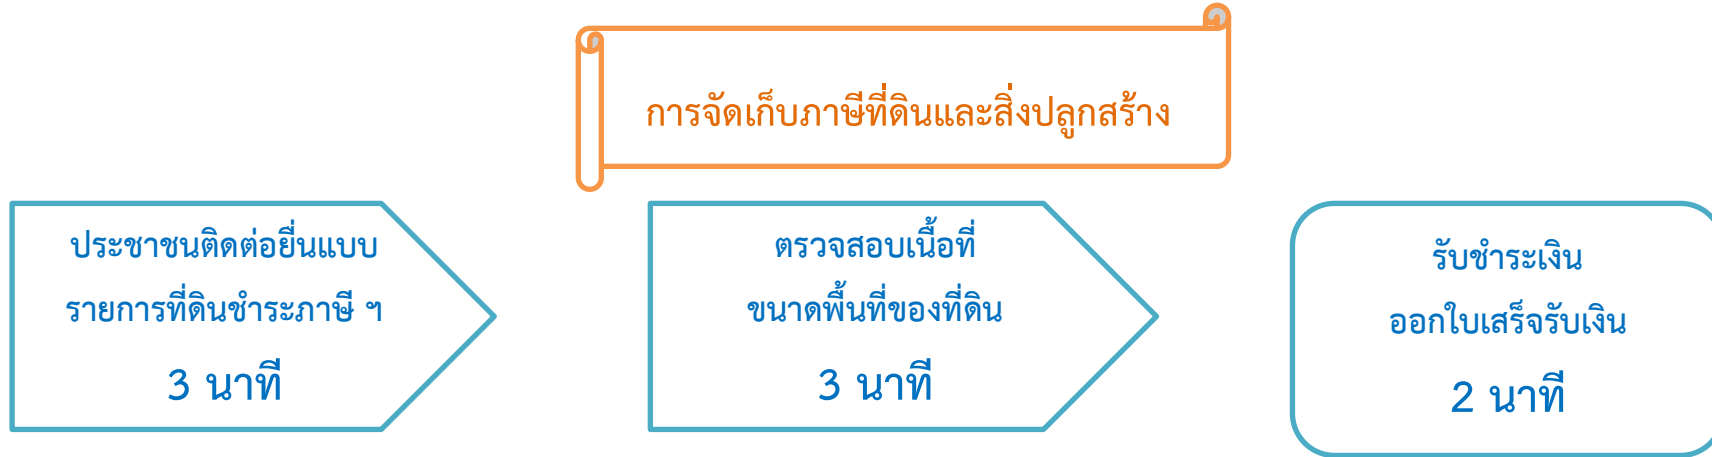 การจัดเก็บภาษีที่ดินและสิ่งปลูกสร้าง
ประชาชนติดต่อยื่นแบบ
รายการที่ดินชำระภาษี ฯ
3 นาที
ตรวจสอบเนื้อที่
ขนาดพื้นที่ของที่ดิน
3 นาที
รับชำระเงิน
ออกใบเสร็จรับเงิน
2 นาที